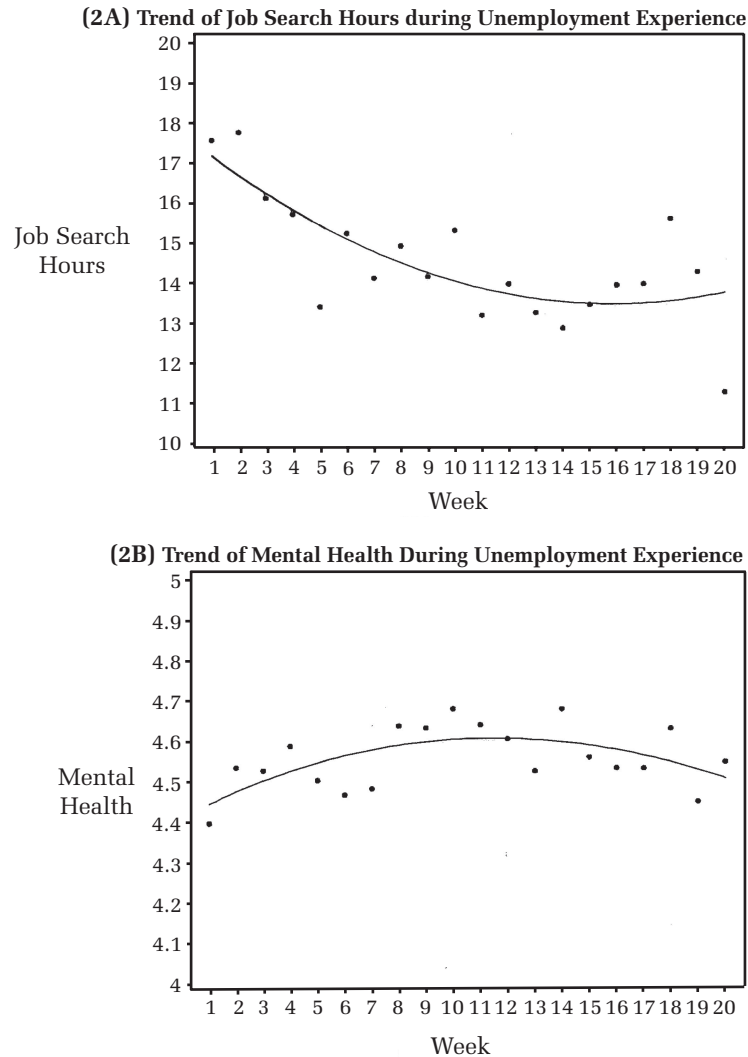 (2A) Trend of Job Search Hours during Unemployment Experience
20
19
18
17
16
15
14
13
12
11
10
Job Search
Hours
1 2 3 4 5 6 7 8 9 10 11 12 13 14 15 16 17 18 19 20
Week
(2B) Trend of Mental Health During Unemployment Experience
5
4.9
4.8
4.7
4.6
4.5
4.4
4.3
4.2
4.1
4
Mental
Health
1 2 3 4 5 6 7 8 9 10 11 12 13 14 15 16 17 18 19 20
Week